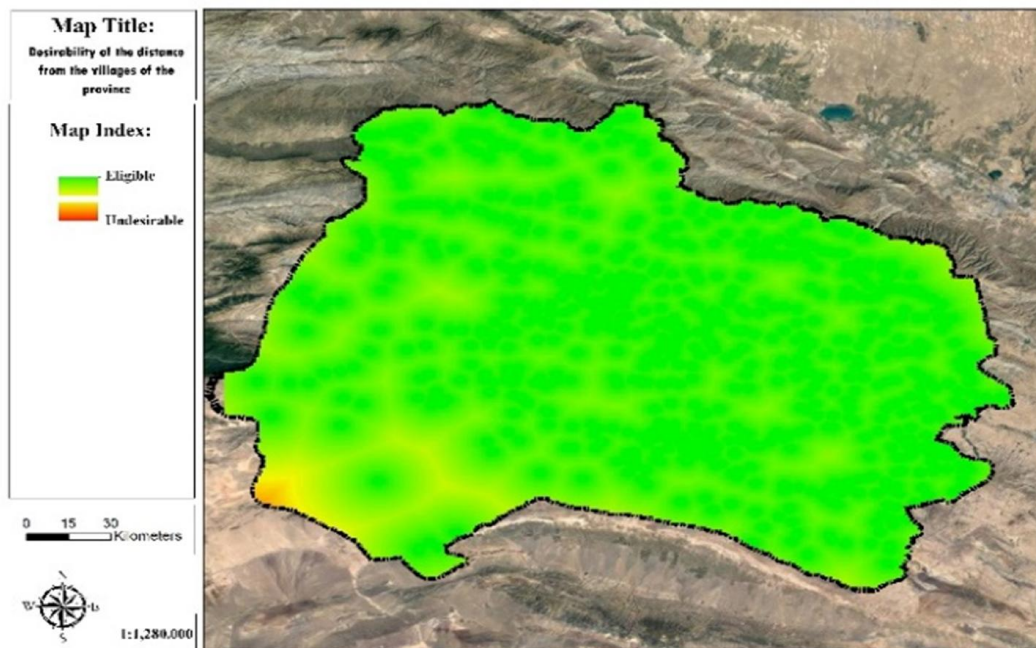 Map Title:
Desirability of the distance
from the villages of the
province
Map Index:
Eligible
Undesirable
0 15 30
Kilometers
N
W E
S
1:1,280,000